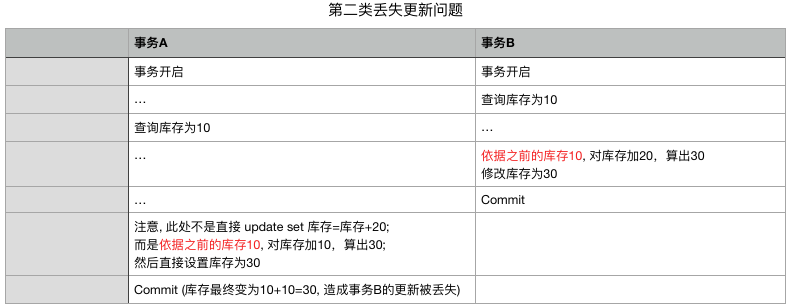 第二类丢失更新问题
事务A
事务B
事务开启
事务开启
…
查询库存为10
查询库存为10
…
…
依据之前的库存10, 对库存加20，算出30
修改库存为30
…
Commit
注意, 此处不是直接 update set 库存=库存+20;
而是依据之前的库存10, 对库存加10，算出30;
然后直接设置库存为30
Commit (库存最终变为10+10=30, 造成事务B的更新被丢失)